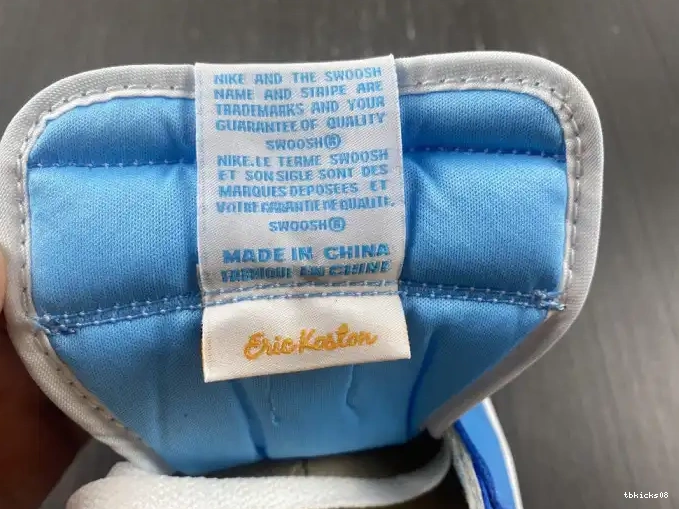 NIKE AND THE SWOOSH
NAME AND STRIPE ARE
TRADEMARKS AND YOUR
GUARANTEE OF QUALITY
SWOOSH®
NIKE.LE TERME SWOOSH
ET SON SIGLE SONT DES
MARQUES DEPOSEES ET
VOTRE GARANTIE DE QUALITE.
SWOOSH®
MADE IN CHINA
FABRIQUE EN CHINE
Eric Koston
tbkicks08